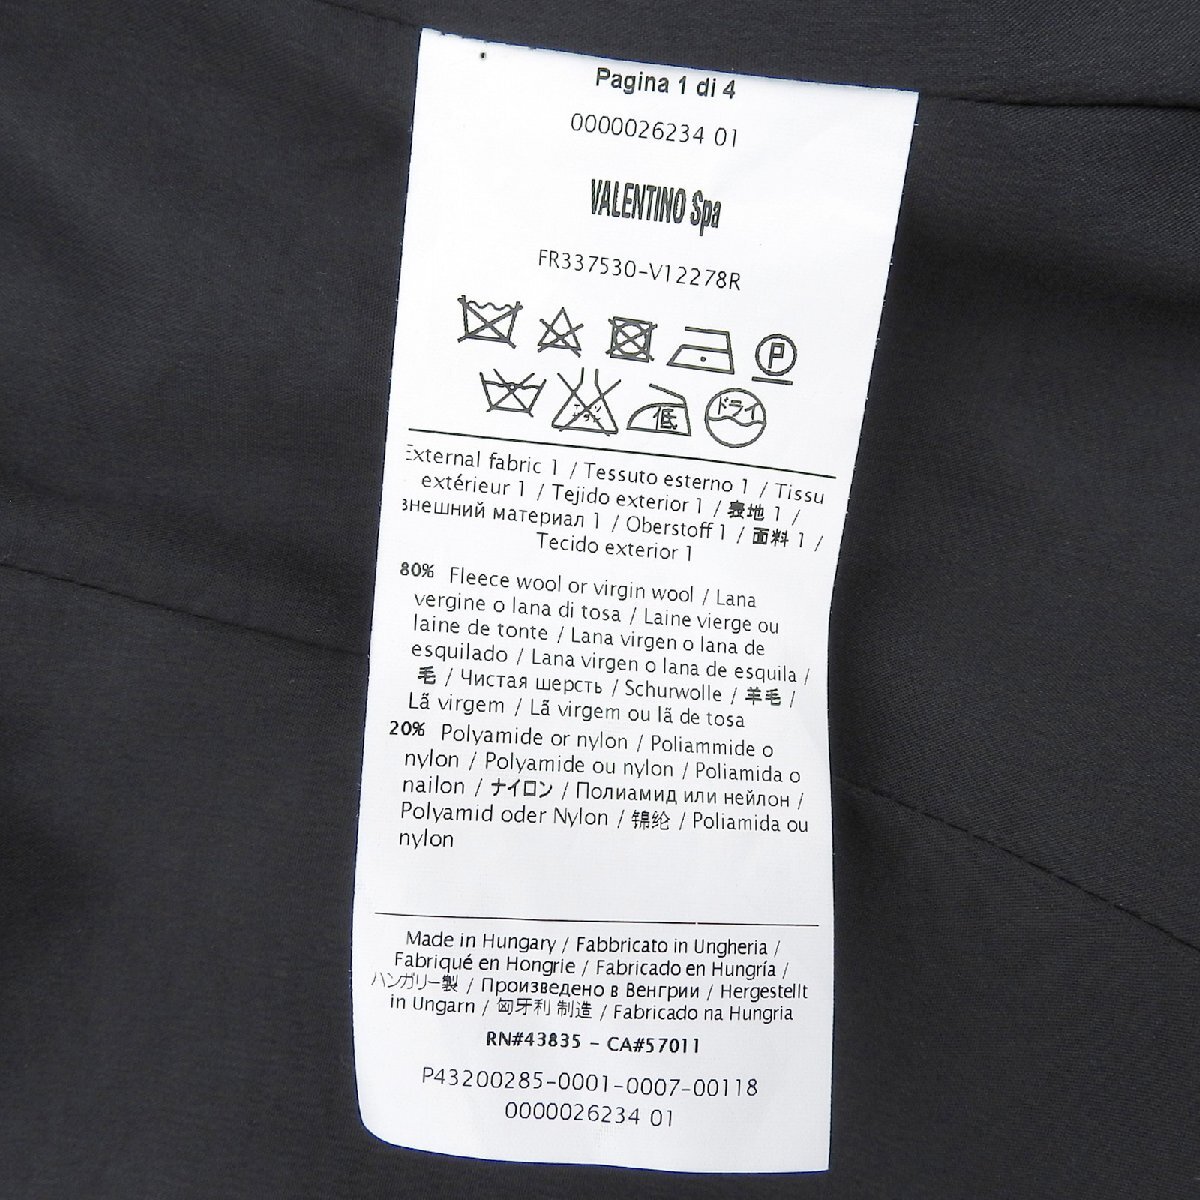 Pagina 1 di 4
0000026234 01
VALENTINO Spa
FR337530-V12278R
P
低 ドライ
External fabric 1 / Tessuto esterno 1 / Tissu
extérieur 1 / Tejido exterior 1 / 表地 1 /
внешний материал 1 / Oberstoff 1 / 面料 1 /
Tecido exterior 1
80% Fleece wool or virgin wool / Lana
vergine o lana di tosa / Laine vierge ou
laine de tonte / Lana virgen o lana de
esquilado / Lana virgen o lana de esquila /
毛 / Чистая шерсть / Schurwolle / 羊毛 /
Lã virgem / Lã virgem ou lã de tosa
20% Polyamide or nylon / Poliammide o
nylon / Polyamide ou nylon / Poliamida o
nailon / ナイロン / Полиамид или нейлон /
Polyamid oder Nylon / 锦纶 / Poliamida ou
nylon
Made in Hungary / Fabbricato in Ungheria /
Fabriqué en Hongrie / Fabricado en Hungría /
ハンガリー製 / Произведено в Венгрии / Hergestellt
in Ungarn / 匈牙利 制造 / Fabricado na Hungria
RN#43835 - CA#57011
P43200285-0001-0007-00118
0000026234 01